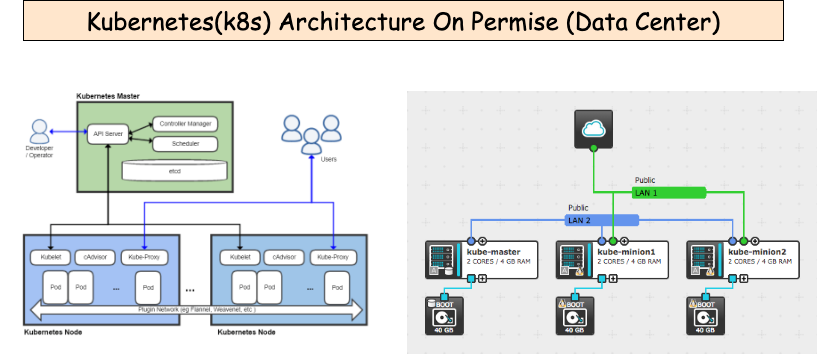 Kubernetes(k8s) Architecture On Permise (Data Center)
Kubernetes Master
API Server
Controller Manager
Scheduler
etcd
Developer
/ Operator
Users
Kubelet
cAdvisor
Kube-Proxy
Pod
Pod
...
Pod
...
Kubelet
cAdvisor
Kube-Proxy
Pod
Pod
...
Pod
Plugin Network (eg Flannel, Weavenet, etc )
Kubernetes Node
Kubernetes Node
Public
LAN 1
Public
LAN 2
kube-master
2 CORES / 4 GB RAM
kube-minion1
2 CORES / 4 GB RAM
kube-minion2
2 CORES / 4 GB RAM
BOOT
40 GB
BOOT
40 GB
BOOT
40 GB